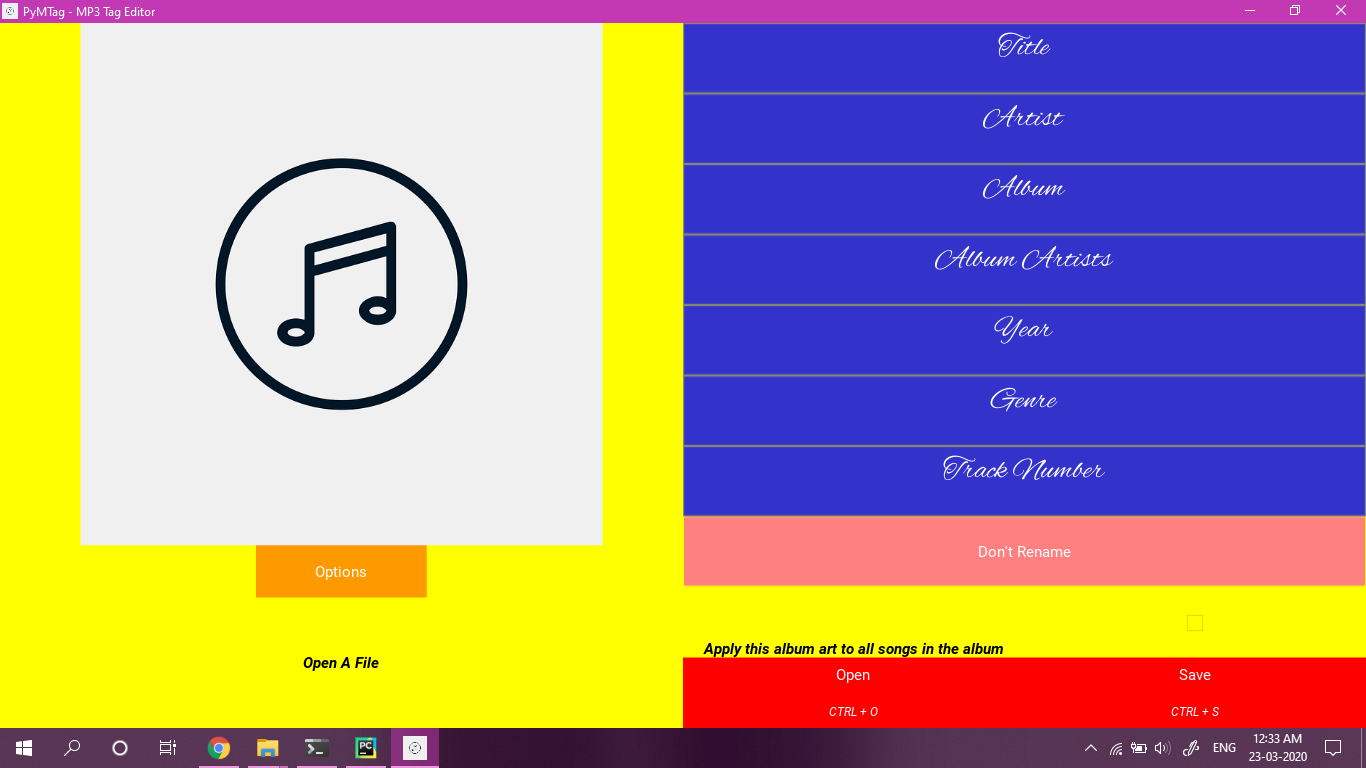 PyMTag - MP3 Tag Editor
Title
Artist
Album
Album Artists
Year
Genre
Track Number
Options
Don't Rename
Open A File
Apply this album art to all songs in the album
Open
Save
CTRL + O
CTRL + S
PC
ENG
12:33 AM
23-03-2020